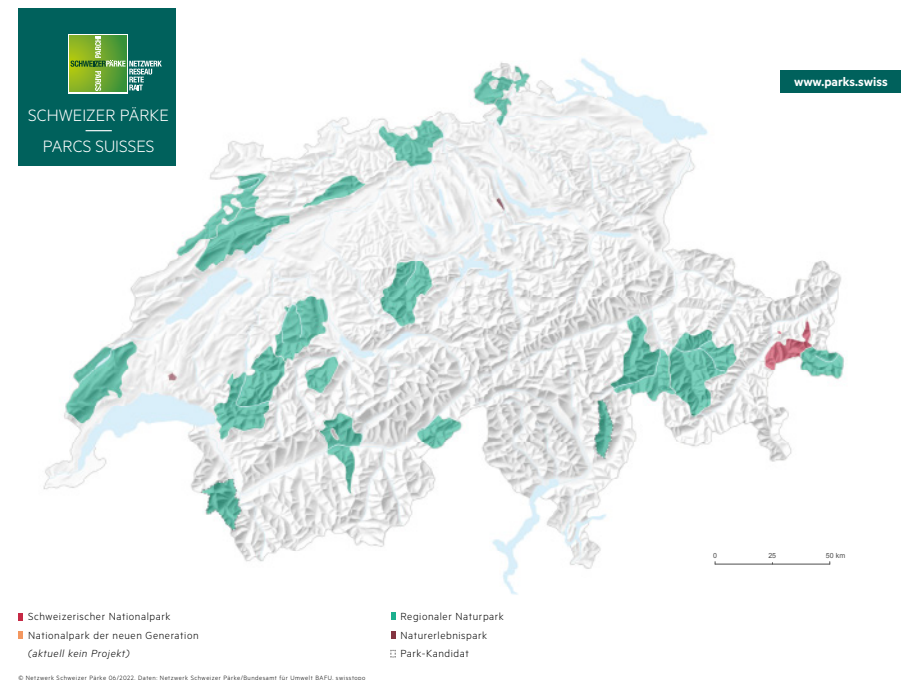 PARCHI
SCHWEIZER PÄRKE NETZWERK
RESEAU
RETE
PARCS
SCHWEIZER PÄRKE
PARCS SUISSES
www.parks.swiss
0 25 50 km
Schweizerischer Nationalpark
Nationalpark der neuen Generation
(aktuell kein Projekt)
Regionaler Naturpark
Naturerlebnispark
Park-Kandidat
© Netzwerk Schweizer Pärke 06/2022. Daten: Netzwerk Schweizer Pärke/Bundesamt für Umwelt BAFU, swisstopo